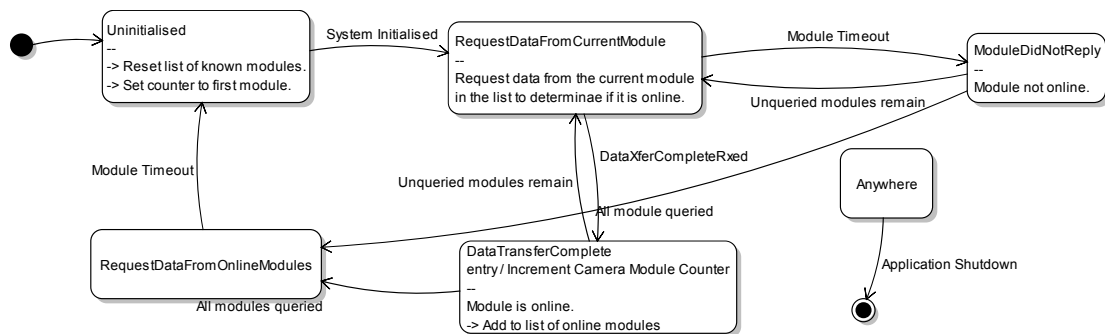 Uninitialised
--
-> Reset list of known modules.
-> Set counter to first module.
System Initialised
RequestDataFromCurrentModule
--
Request data from the current module
in the list to determinae if it is online.
Module Timeout
ModuleDidNotReply
--
Module not online.
Unqueried modules remain
Module Timeout
Unqueried modules remain
DataXferCompleteRxed
All module queried
Anywhere
Application Shutdown
RequestDataFromOnlineModules
All modules queried
DataTransferComplete
entry / Increment Camera Module Counter
--
Module is online.
-> Add to list of online modules